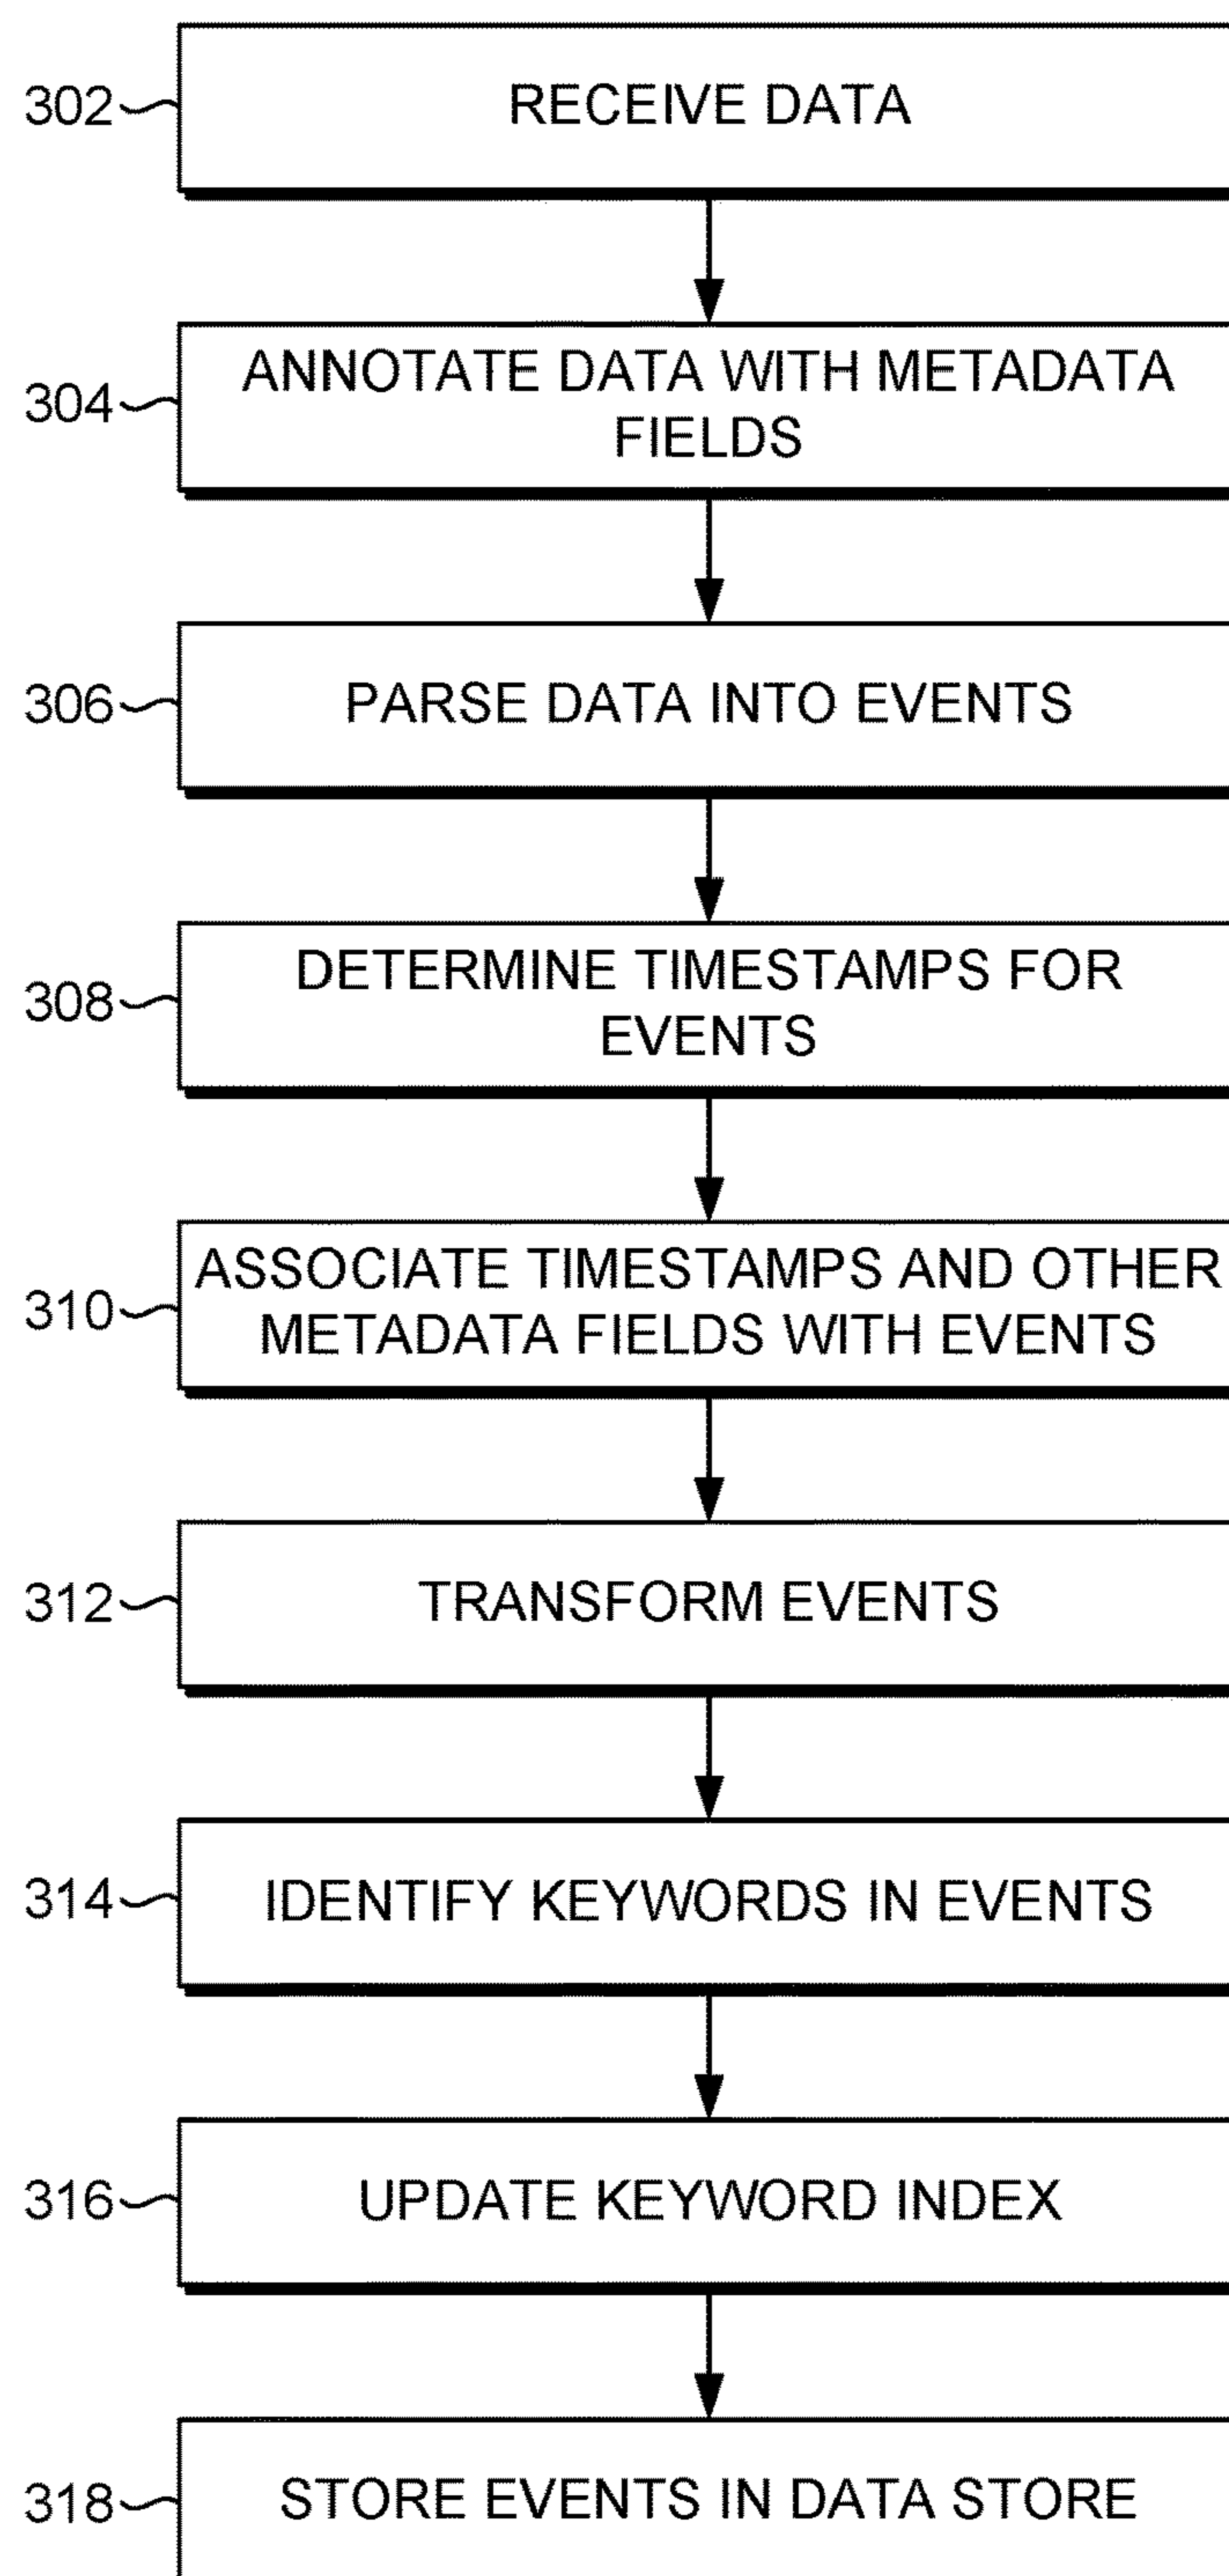 302
RECEIVE DATA
304
ANNOTATE DATA WITH METADATA
FIELDS
306
PARSE DATA INTO EVENTS
308
DETERMINE TIMESTAMPS FOR
EVENTS
310
ASSOCIATE TIMESTAMPS AND OTHER
METADATA FIELDS WITH EVENTS
312
TRANSFORM EVENTS
314
IDENTIFY KEYWORDS IN EVENTS
316
UPDATE KEYWORD INDEX
318
STORE EVENTS IN DATA STORE